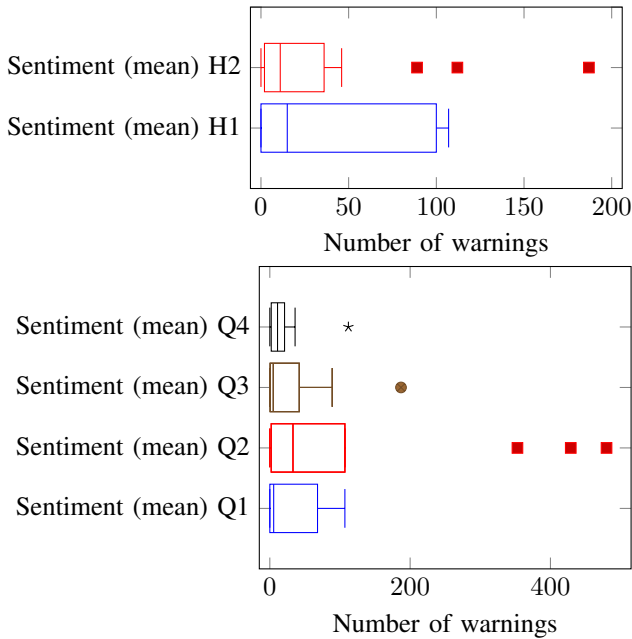 Sentiment (mean) H2
Sentiment (mean) H1
0 50 100 150 200
Number of warnings
Sentiment (mean) Q4
Sentiment (mean) Q3
Sentiment (mean) Q2
Sentiment (mean) Q1
0 200 400
Number of warnings